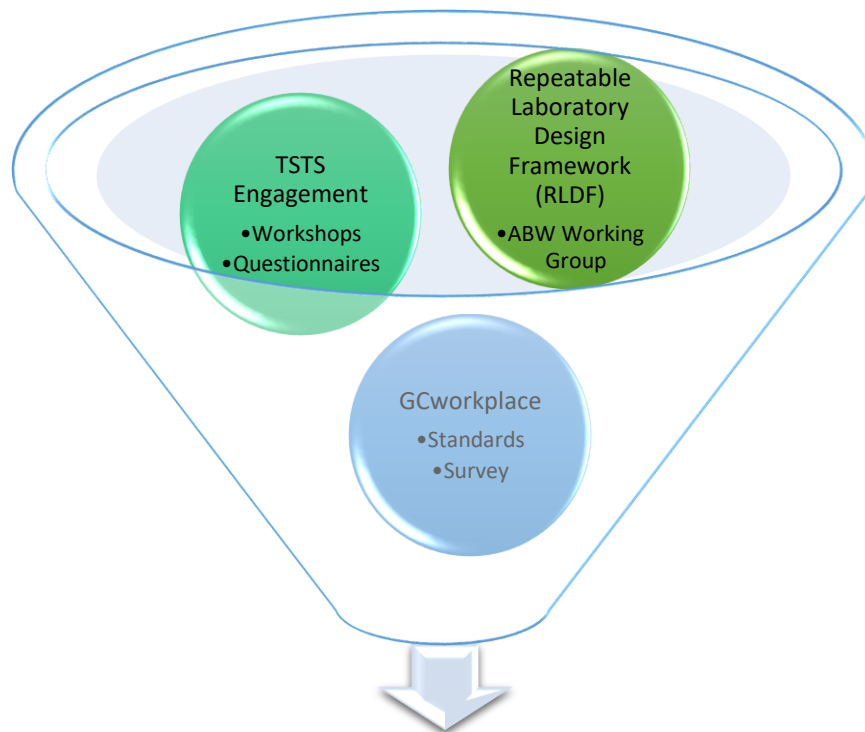 TSTS
Engagement
•Workshops
•Questionnaires
Repeatable
Laboratory
Design
Framework
(RLDF)
•ABW Working
Group
GCworkplace
•Standards
•Survey